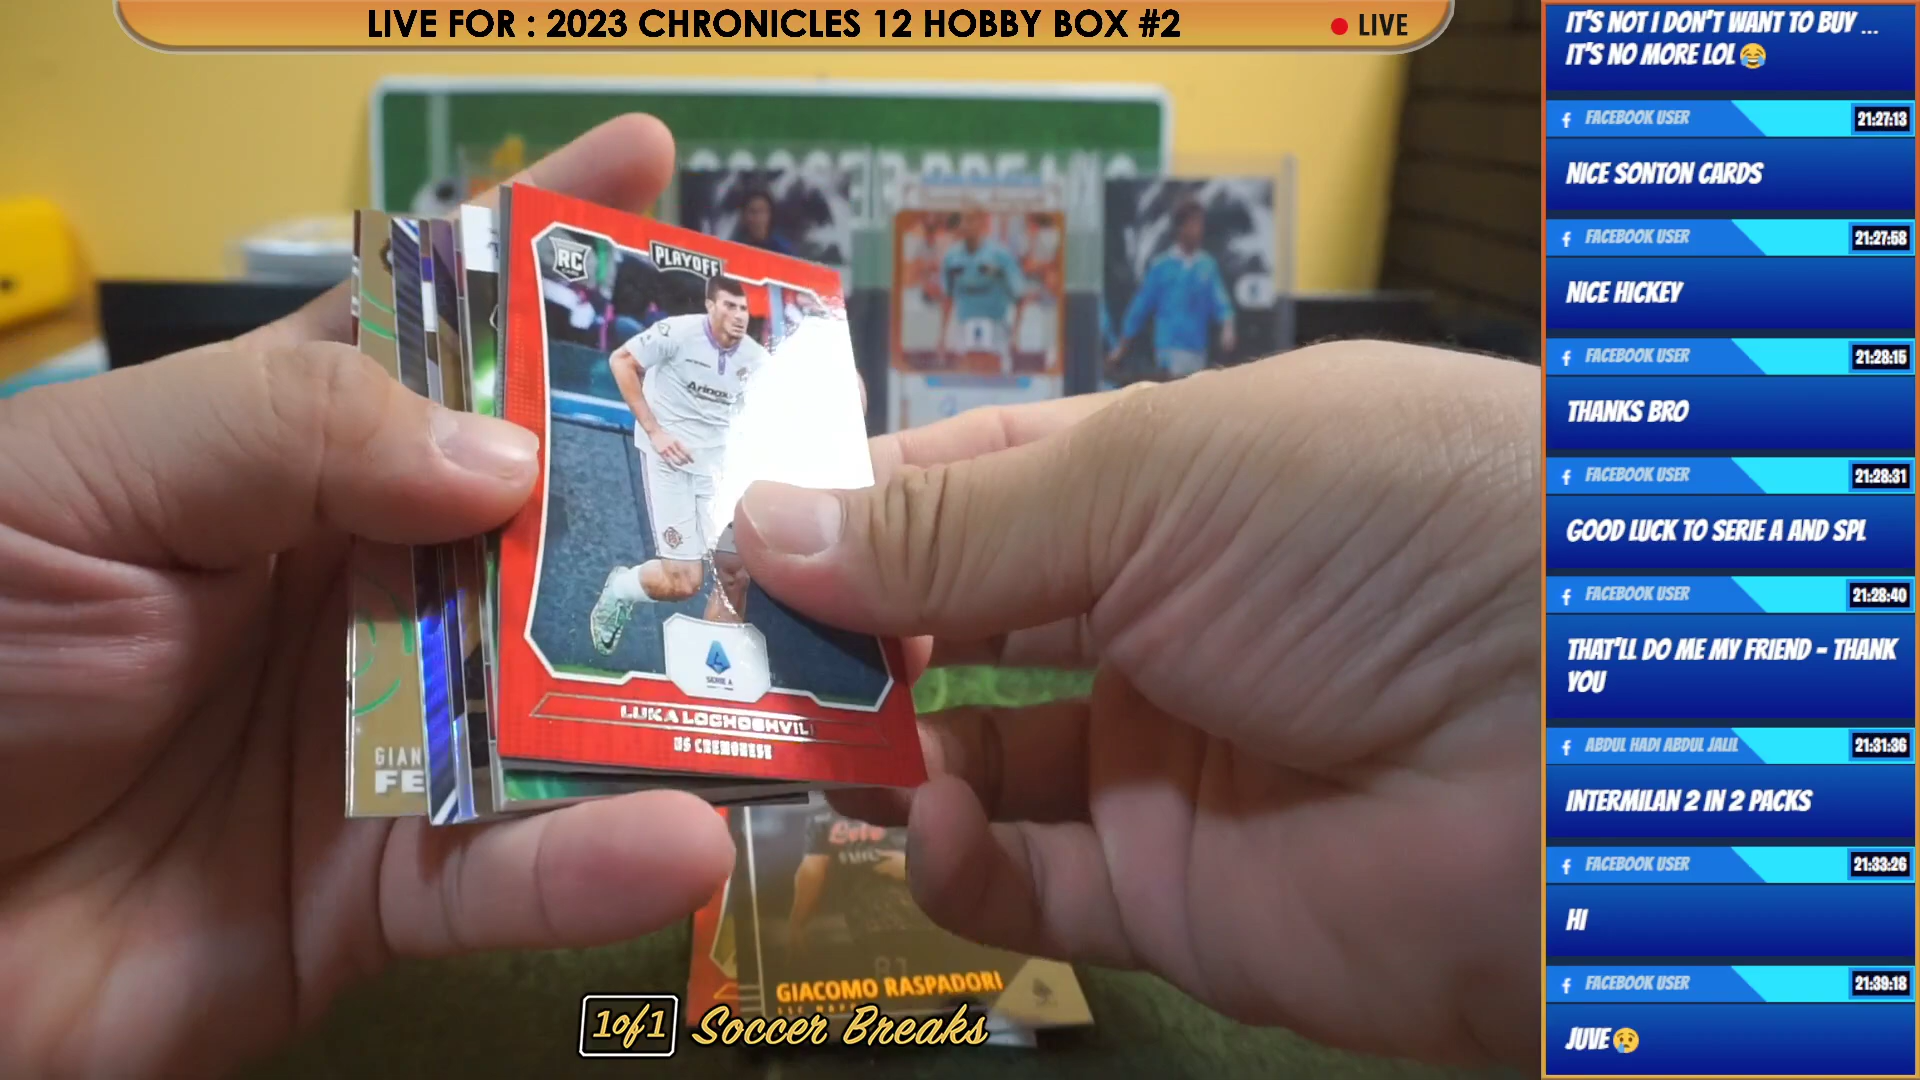 LIVE FOR : 2023 CHRONICLES 12 HOBBY BOX #2
LIVE
IT'S NOT I DON'T WANT TO BUY ...
IT'S NO MORE LOL 😂
FACEBOOK USER
21:27:13
NICE SONTON CARDS
FACEBOOK USER
21:27:58
NICE HICKEY
FACEBOOK USER
21:28:15
THANKS BRO
FACEBOOK USER
21:28:31
GOOD LUCK TO SERIE A AND SPL
FACEBOOK USER
21:28:40
THAT'LL DO ME MY FRIEND - THANK
YOU
ABDUL HADI ABDUL JALIL
21:31:36
INTERMILAN 2 IN 2 PACKS
FACEBOOK USER
21:33:26
HI
FACEBOOK USER
21:39:18
JUVE 😢
RC
PLAYOFF
SERIE A
LUKA LOCHOSHVILI
US CREMONESE
GIAN
FE
GIACOMO RASPADORI
1of1 Soccer Breaks